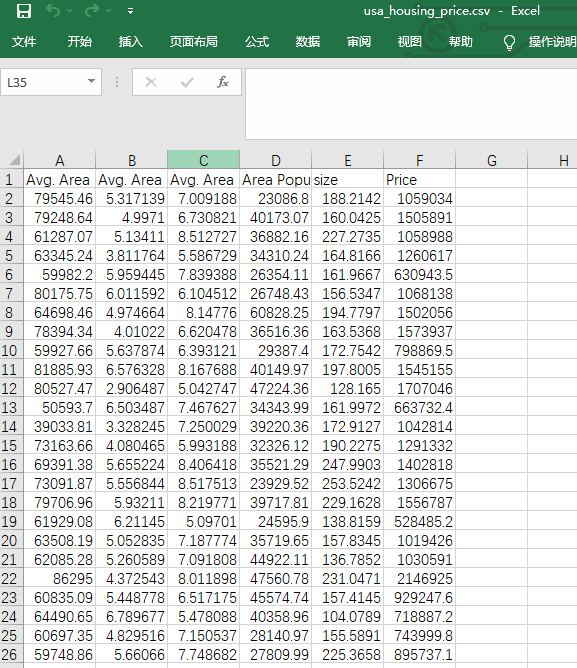 usa_housing_price.csv - Excel
文件 开始 插入 页面布局 公式 数据 审阅 视图 帮助 操作说明
L35 fx
A B C D E F G H
1 Avg. Area Avg. Area Avg. Area Area Popu size Price
2 79545.46 5.317139 7.009188 23086.8 188.2142 1059034
3 79248.64 4.9971 6.730821 40173.07 160.0425 1505891
4 61287.07 5.13411 8.512727 36882.16 227.2735 1058988
5 63345.24 3.811764 5.586729 34310.24 164.8166 1260617
6 59982.2 5.959445 7.839388 26354.11 161.9667 630943.5
7 80175.75 6.011592 6.104512 26748.43 156.5347 1068138
8 64698.46 4.974664 8.14776 60828.25 194.7797 1502056
9 78394.34 4.01022 6.620478 36516.36 163.5368 1573937
10 59927.66 5.637874 6.393121 29387.4 172.7542 798869.5
11 81885.93 6.576328 8.167688 40149.97 197.8005 1545155
12 80527.47 2.906487 5.042747 47224.36 128.165 1707046
13 50593.7 6.503487 7.467627 34343.99 161.9972 663732.4
14 39033.81 3.328245 7.250029 39220.36 172.9127 1042814
15 73163.66 4.080465 5.993188 32326.12 190.2275 1291332
16 69391.38 5.655224 8.406418 35521.29 247.9903 1402818
17 73091.87 5.556844 8.517513 23929.52 253.5242 1306675
18 79706.96 5.93211 8.219771 39717.81 229.1628 1556787
19 61929.08 6.21145 5.09701 24595.9 138.8159 528485.2
20 63508.19 5.052835 7.187774 35719.65 157.8345 1019426
21 62085.28 5.260589 7.091808 44922.11 136.7852 1030591
22 86295 4.372543 8.011898 47560.78 231.0471 2146925
23 60835.09 5.448778 6.517175 45574.74 157.4145 929247.6
24 64490.65 6.789677 5.478088 40358.96 104.0789 718887.2
25 60697.35 4.829516 7.150537 28140.97 155.5891 743999.8
26 59748.86 5.66066 7.748682 27809.99 225.3658 895737.1